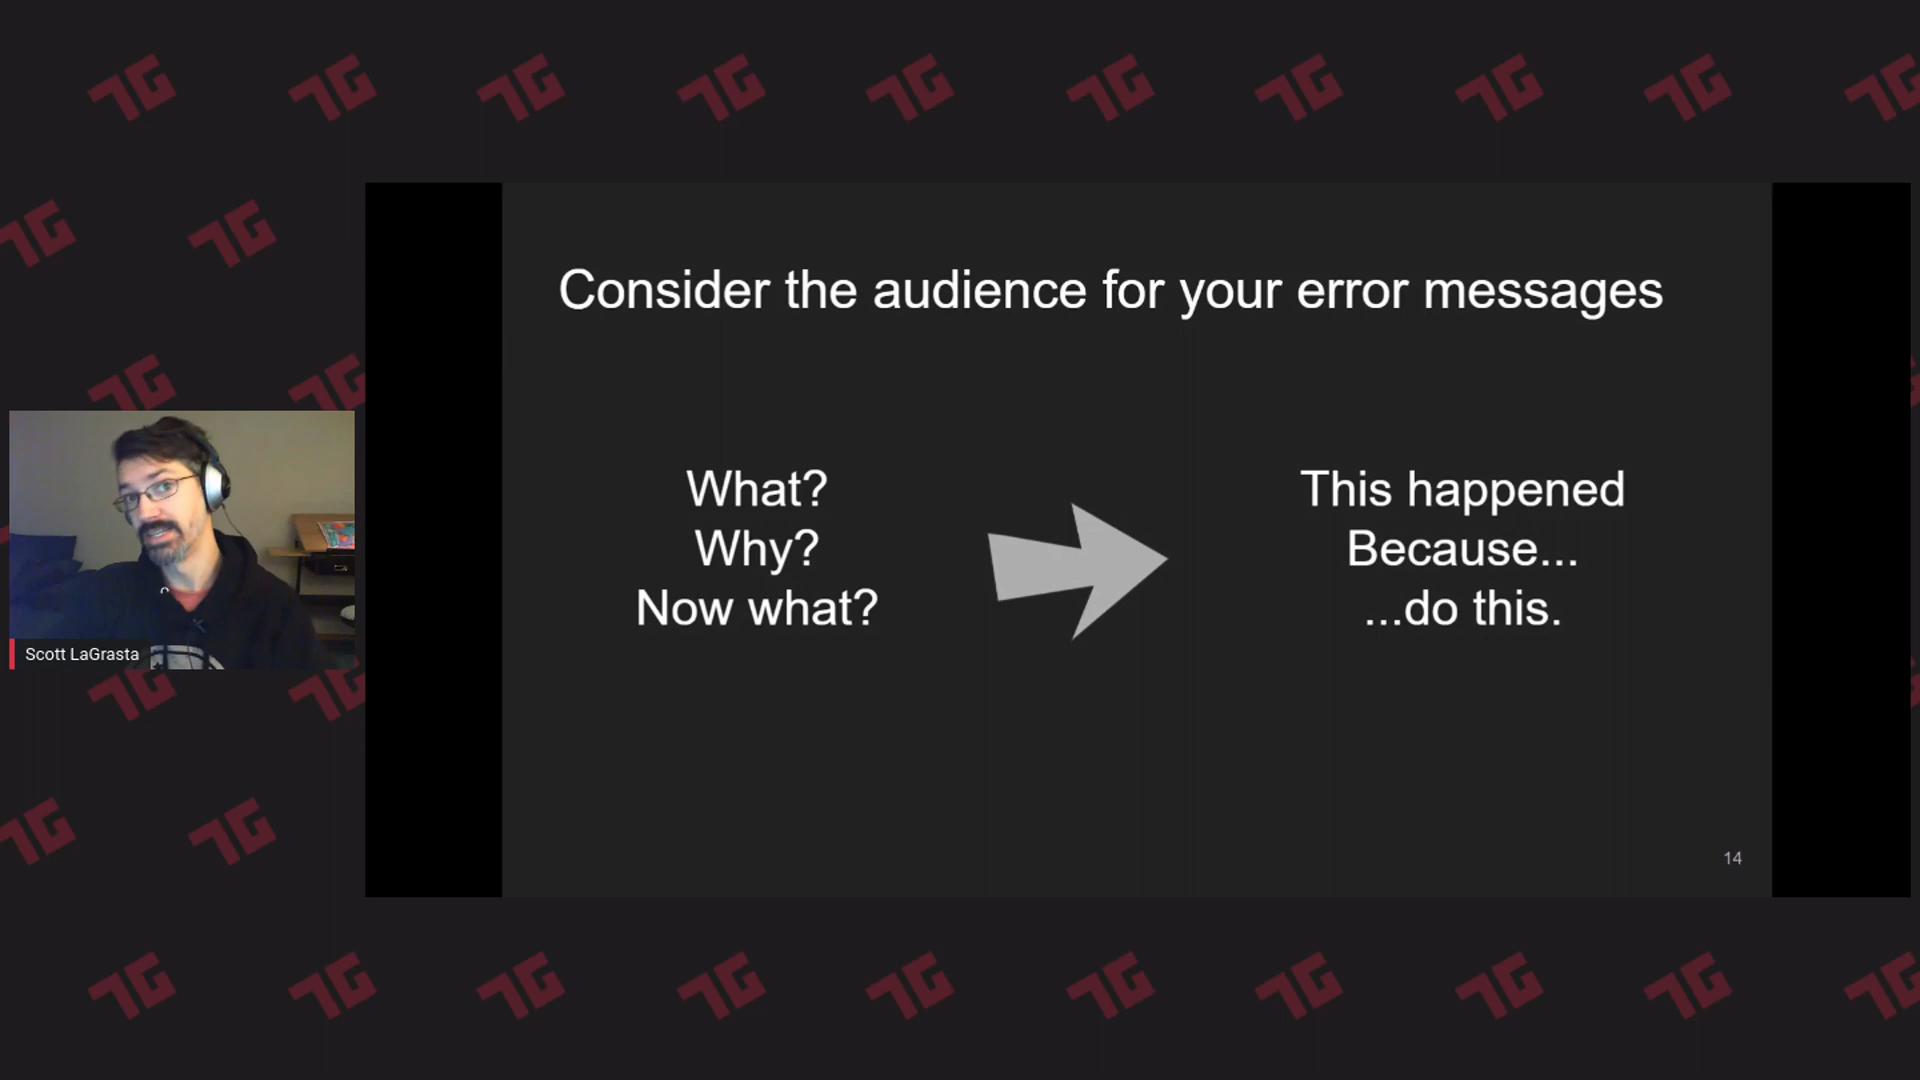 Consider the audience for your error messages
What?
Why?
Now what?
This happened
Because...
...do this.
14
Scott LaGrasta